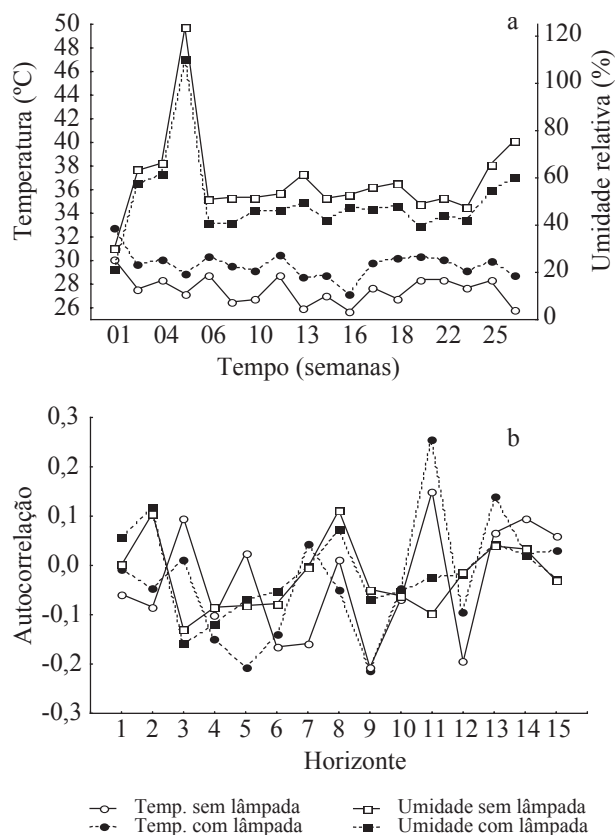 a
Temperatura (ºC)
50
48
46
44
42
40
38
36
34
32
30
28
26
Umidade relativa (%)
120
100
80
60
40
20
0
01 04 06 10 13 16 18 22 25
Tempo (semanas)
b
Autocorrelação
0,3
0,2
0,1
0,0
-0,1
-0,2
-0,3
1 2 3 4 5 6 7 8 9 10 11 12 13 14 15
Horizonte
Temp. sem lâmpada Umidade sem lâmpada
Temp. com lâmpada Umidade com lâmpada